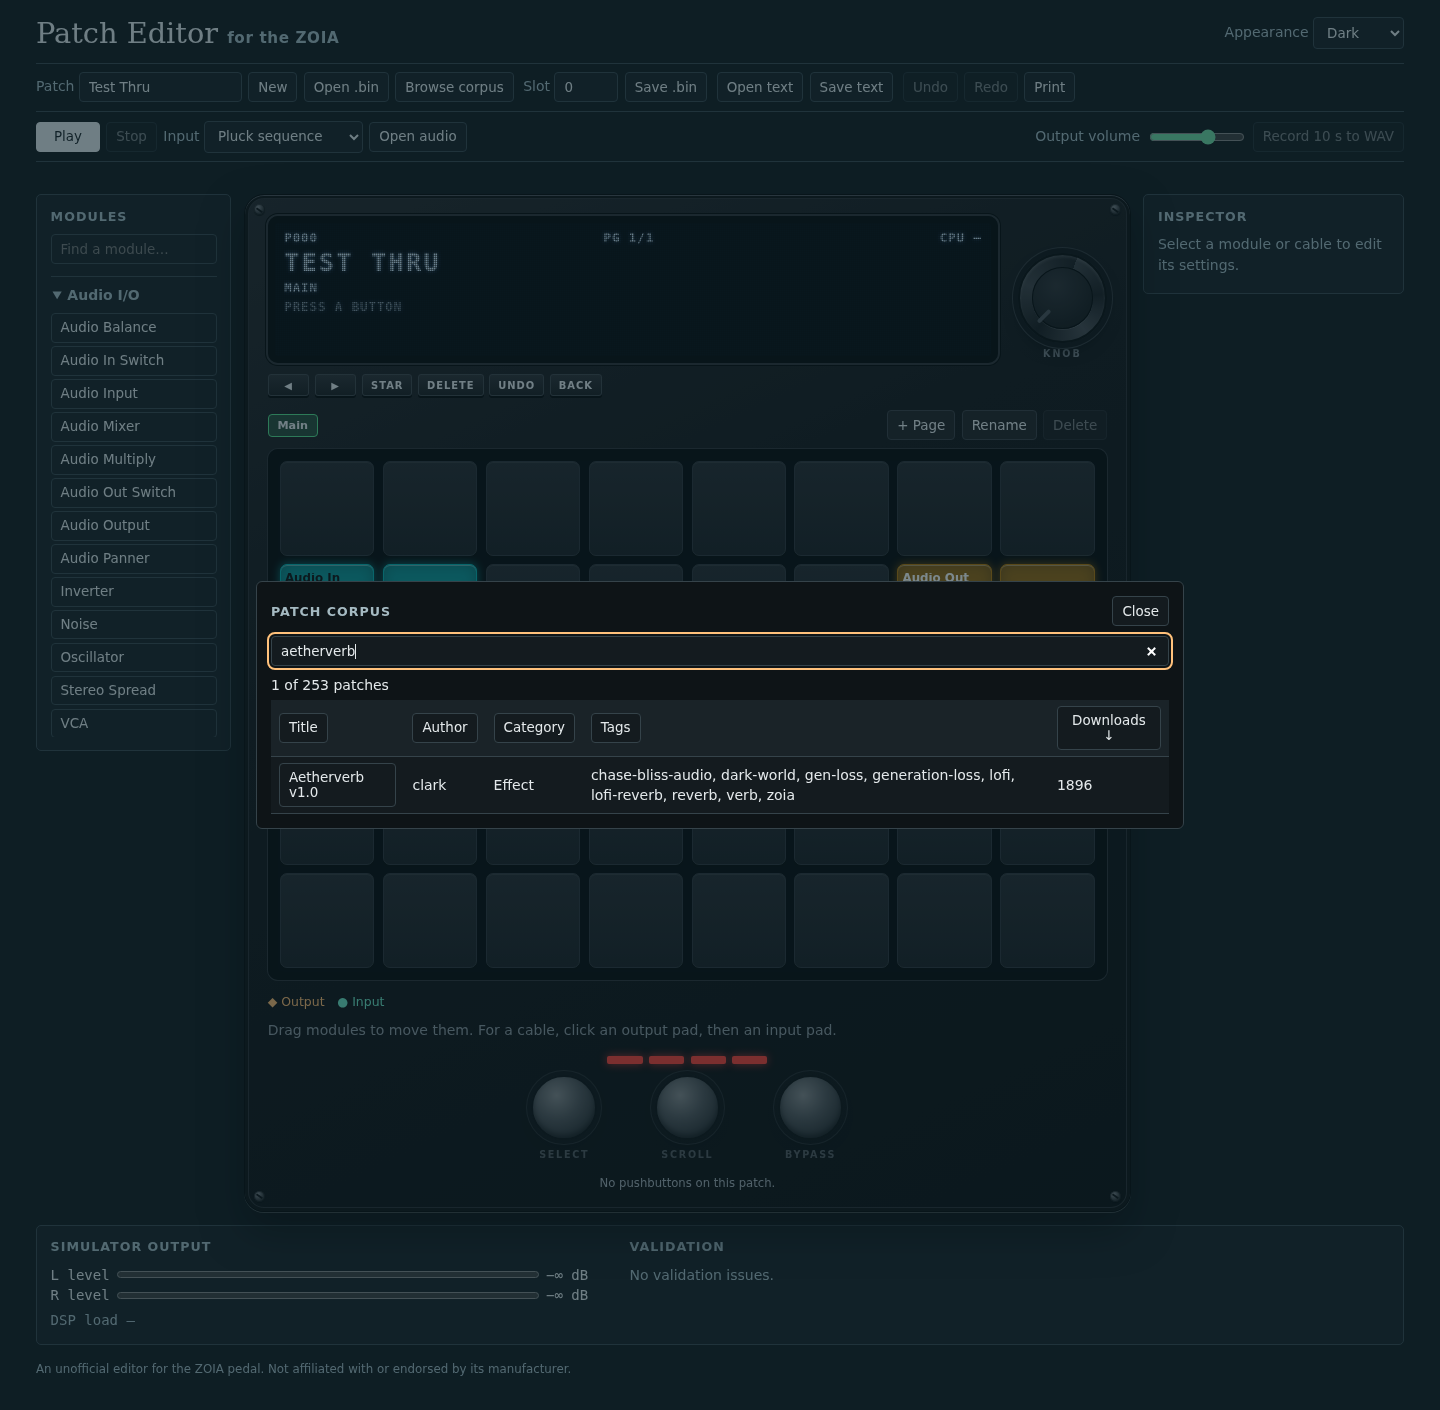 Patch Editor for the ZOIA
Appearance Dark
Patch Test Thru New Open .bin Browse corpus Slot 0 Save .bin Open text Save text Undo Redo Print
Play Stop Input Pluck sequence Open audio Output volume Record 10 s to WAV
MODULES
Find a module...
▼ Audio I/O
Audio Balance
Audio In Switch
Audio Input
Audio Mixer
Audio Multiply
Audio Out Switch
Audio Output
Audio Panner
Inverter
Noise
Oscillator
Stereo Spread
VCA
P000 PG 1/1 CPU —
TEST THRU
MAIN
PRESS A BUTTON
KNOB
◀ ▶ STAR DELETE UNDO BACK
Main + Page Rename Delete
Audio In Audio Out
INSPECTOR
Select a module or cable to edit
its settings.
PATCH CORPUS Close
aetherverb ×
1 of 253 patches
Title Author Category Tags Downloads
↓
Aetherverb
v1.0
clark
Effect
chase-bliss-audio, dark-world, gen-loss, generation-loss, lofi,
lofi-reverb, reverb, verb, zoia
1896
◆ Output ● Input
Drag modules to move them. For a cable, click an output pad, then an input pad.
SELECT SCROLL BYPASS
No pushbuttons on this patch.
SIMULATOR OUTPUT
L level −∞ dB
R level −∞ dB
DSP load —
VALIDATION
No validation issues.
An unofficial editor for the ZOIA pedal. Not affiliated with or endorsed by its manufacturer.